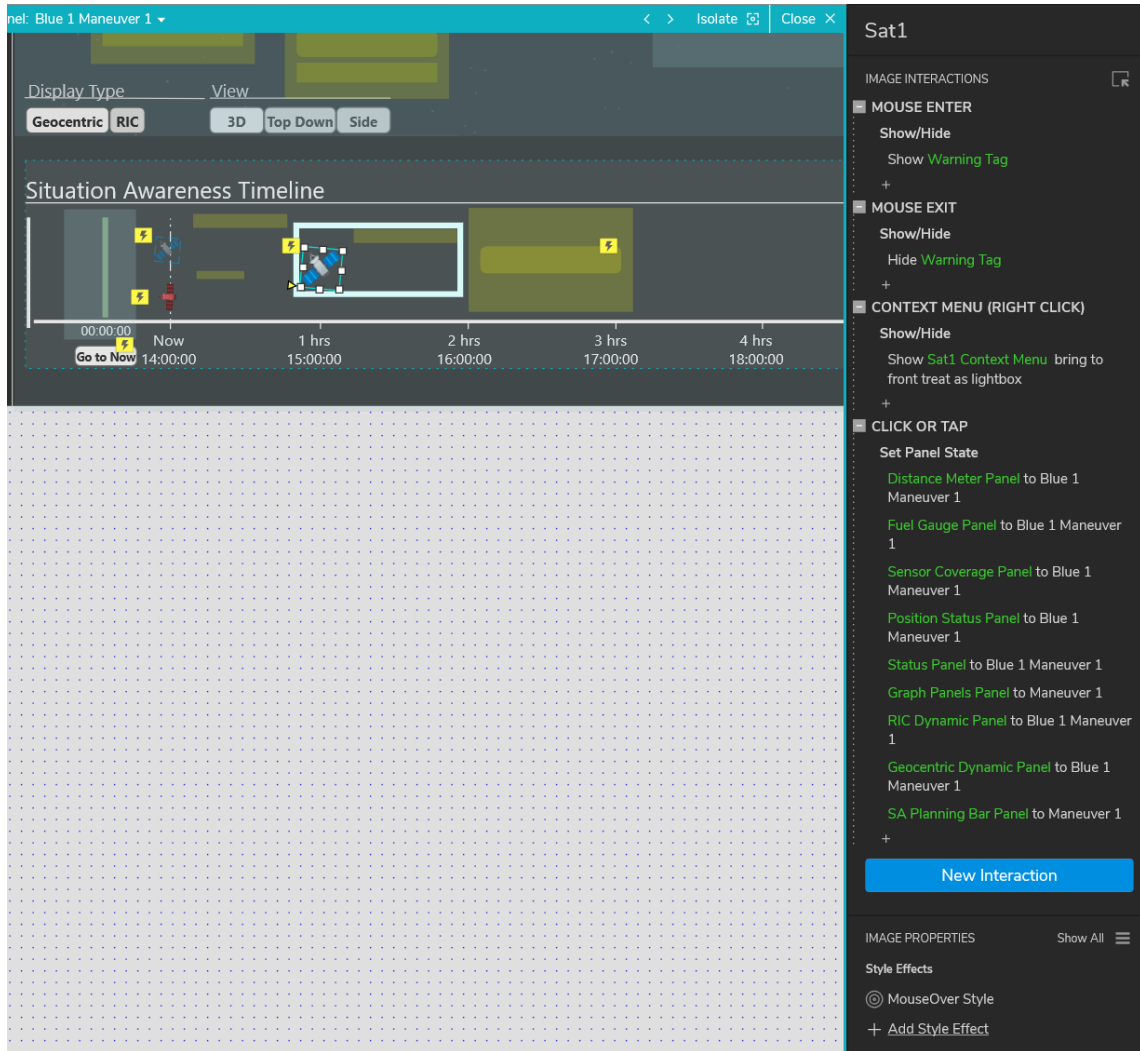 nel: Blue 1 Maneuver 1
Isolate
Close
Display Type
View
Geocentric
RIC
3D
Top Down
Side
Situation Awareness Timeline
00:00:00
Go to Now
Now
14:00:00
1 hrs
15:00:00
2 hrs
16:00:00
3 hrs
17:00:00
4 hrs
18:00:00
Sat1
IMAGE INTERACTIONS
MOUSE ENTER
Show/Hide
Show Warning Tag
+
MOUSE EXIT
Show/Hide
Hide Warning Tag
+
CONTEXT MENU (RIGHT CLICK)
Show/Hide
Show Sat1 Context Menu bring to
front treat as lightbox
+
CLICK OR TAP
Set Panel State
Distance Meter Panel to Blue 1
Maneuver 1
Fuel Gauge Panel to Blue 1 Maneuver
1
Sensor Coverage Panel to Blue 1
Maneuver 1
Position Status Panel to Blue 1
Maneuver 1
Status Panel to Blue 1 Maneuver 1
Graph Panels Panel to Maneuver 1
RIC Dynamic Panel to Blue 1 Maneuver
1
Geocentric Dynamic Panel to Blue 1
Maneuver 1
SA Planning Bar Panel to Maneuver 1
+
New Interaction
IMAGE PROPERTIES
Show All
Style Effects
MouseOver Style
+ Add Style Effect